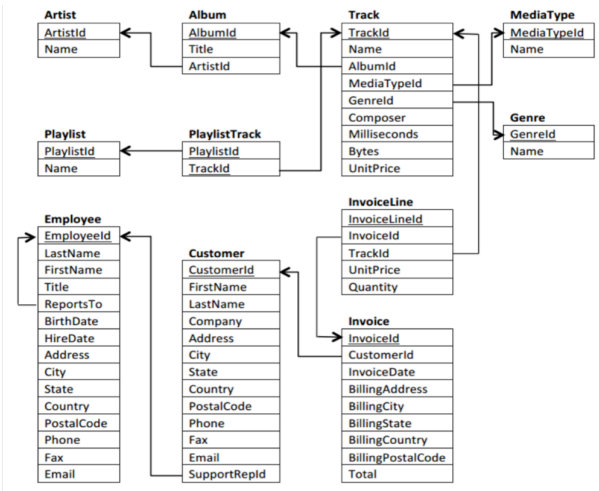 Artist
ArtistId
Name
Album
AlbumId
Title
ArtistId
Track
TrackId
Name
AlbumId
MediaTypeId
GenreId
Composer
Milliseconds
Bytes
UnitPrice
MediaType
MediaTypeId
Name
Genre
GenreId
Name
Playlist
PlaylistId
Name
PlaylistTrack
PlaylistId
TrackId
Employee
EmployeeId
LastName
FirstName
Title
ReportsTo
BirthDate
HireDate
Address
City
State
Country
PostalCode
Phone
Fax
Email
Customer
CustomerId
FirstName
LastName
Company
Address
City
State
Country
PostalCode
Phone
Fax
Email
SupportRepId
InvoiceLine
InvoiceLineId
InvoiceId
TrackId
UnitPrice
Quantity
Invoice
InvoiceId
CustomerId
InvoiceDate
BillingAddress
BillingCity
BillingState
BillingCountry
BillingPostalCode
Total